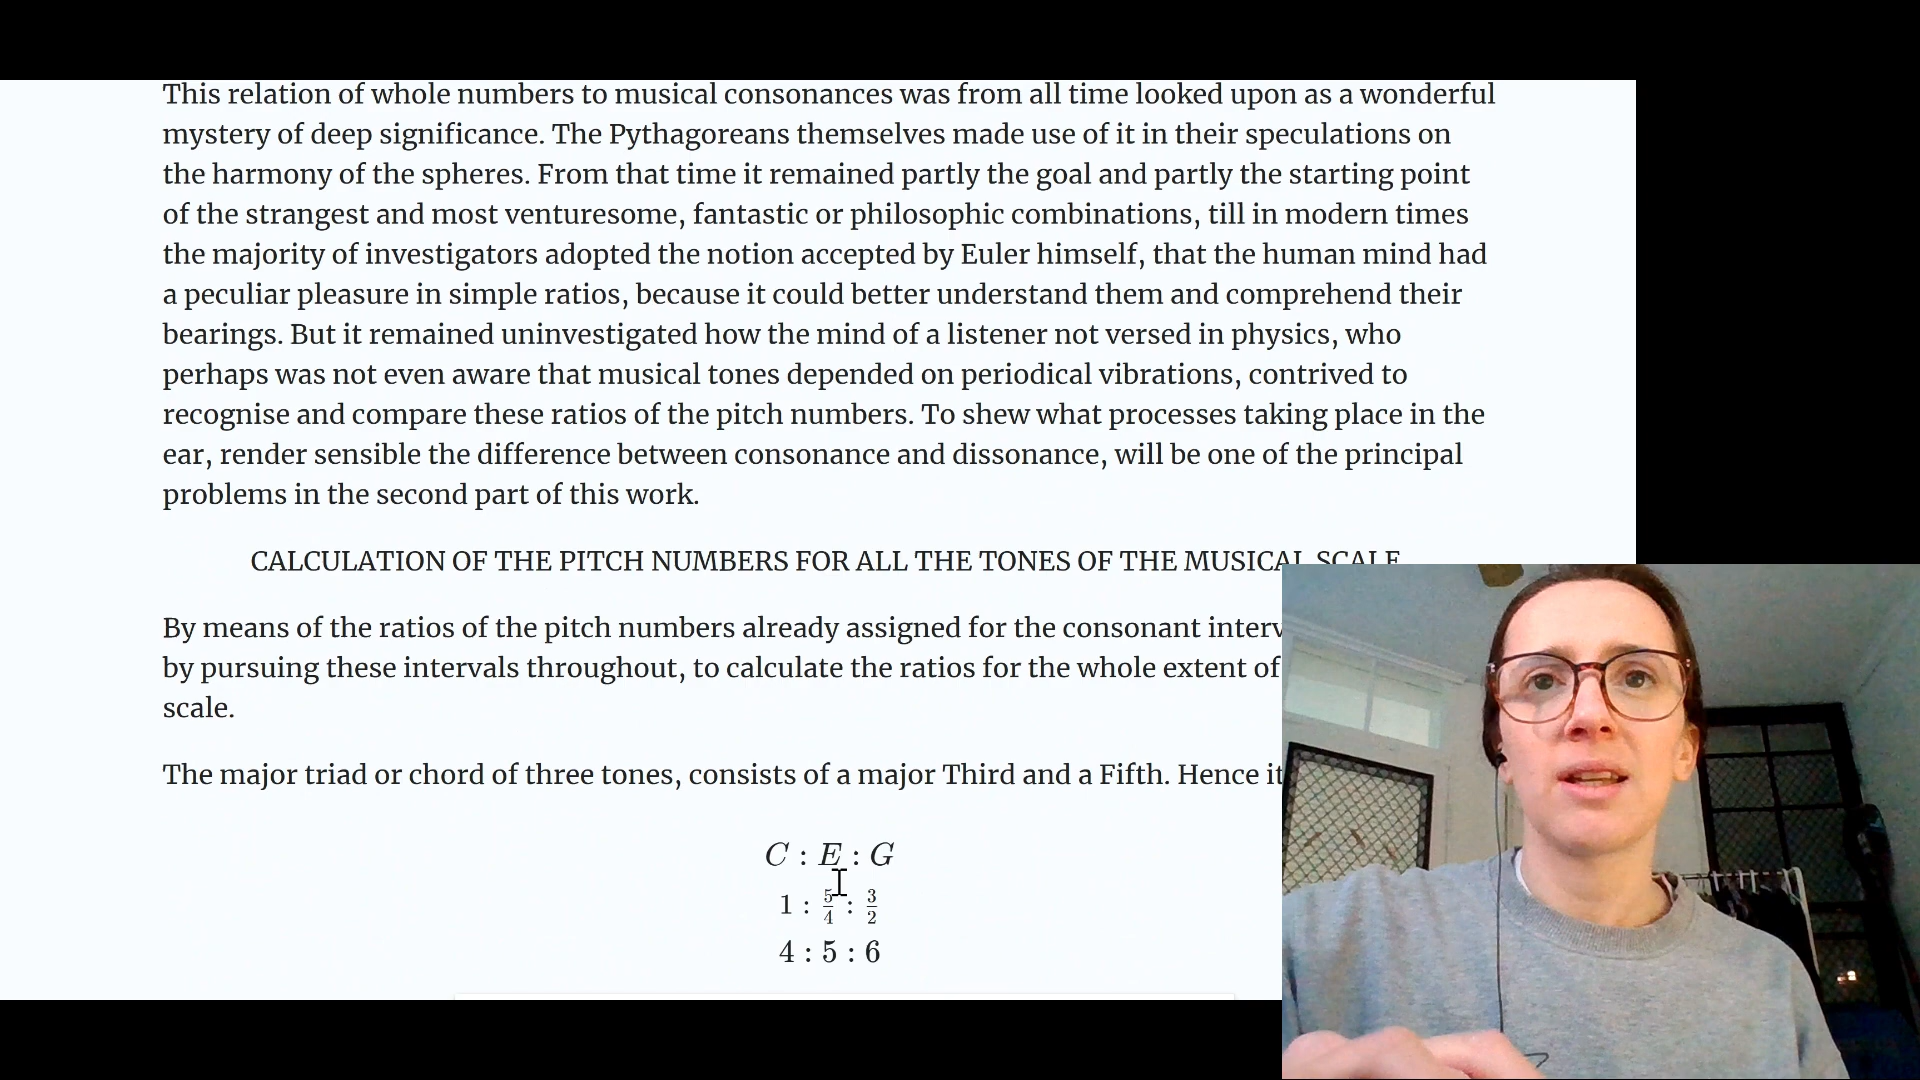 This relation of whole numbers to musical consonances was from all time looked upon as a wonderful
mystery of deep significance. The Pythagoreans themselves made use of it in their speculations on
the harmony of the spheres. From that time it remained partly the goal and partly the starting point
of the strangest and most venturesome, fantastic or philosophic combinations, till in modern times
the majority of investigators adopted the notion accepted by Euler himself, that the human mind had
a peculiar pleasure in simple ratios, because it could better understand them and comprehend their
bearings. But it remained uninvestigated how the mind of a listener not versed in physics, who
perhaps was not even aware that musical tones depended on periodical vibrations, contrived to
recognise and compare these ratios of the pitch numbers. To shew what processes taking place in the
ear, render sensible the difference between consonance and dissonance, will be one of the principal
problems in the second part of this work.
CALCULATION OF THE PITCH NUMBERS FOR ALL THE TONES OF THE MUSICAL SCALE
By means of the ratios of the pitch numbers already assigned for the consonant interv
by pursuing these intervals throughout, to calculate the ratios for the whole extent of
scale.
The major triad or chord of three tones, consists of a major Third and a Fifth. Hence it
C : E : G
1 : 5/4 : 3/2
4 : 5 : 6